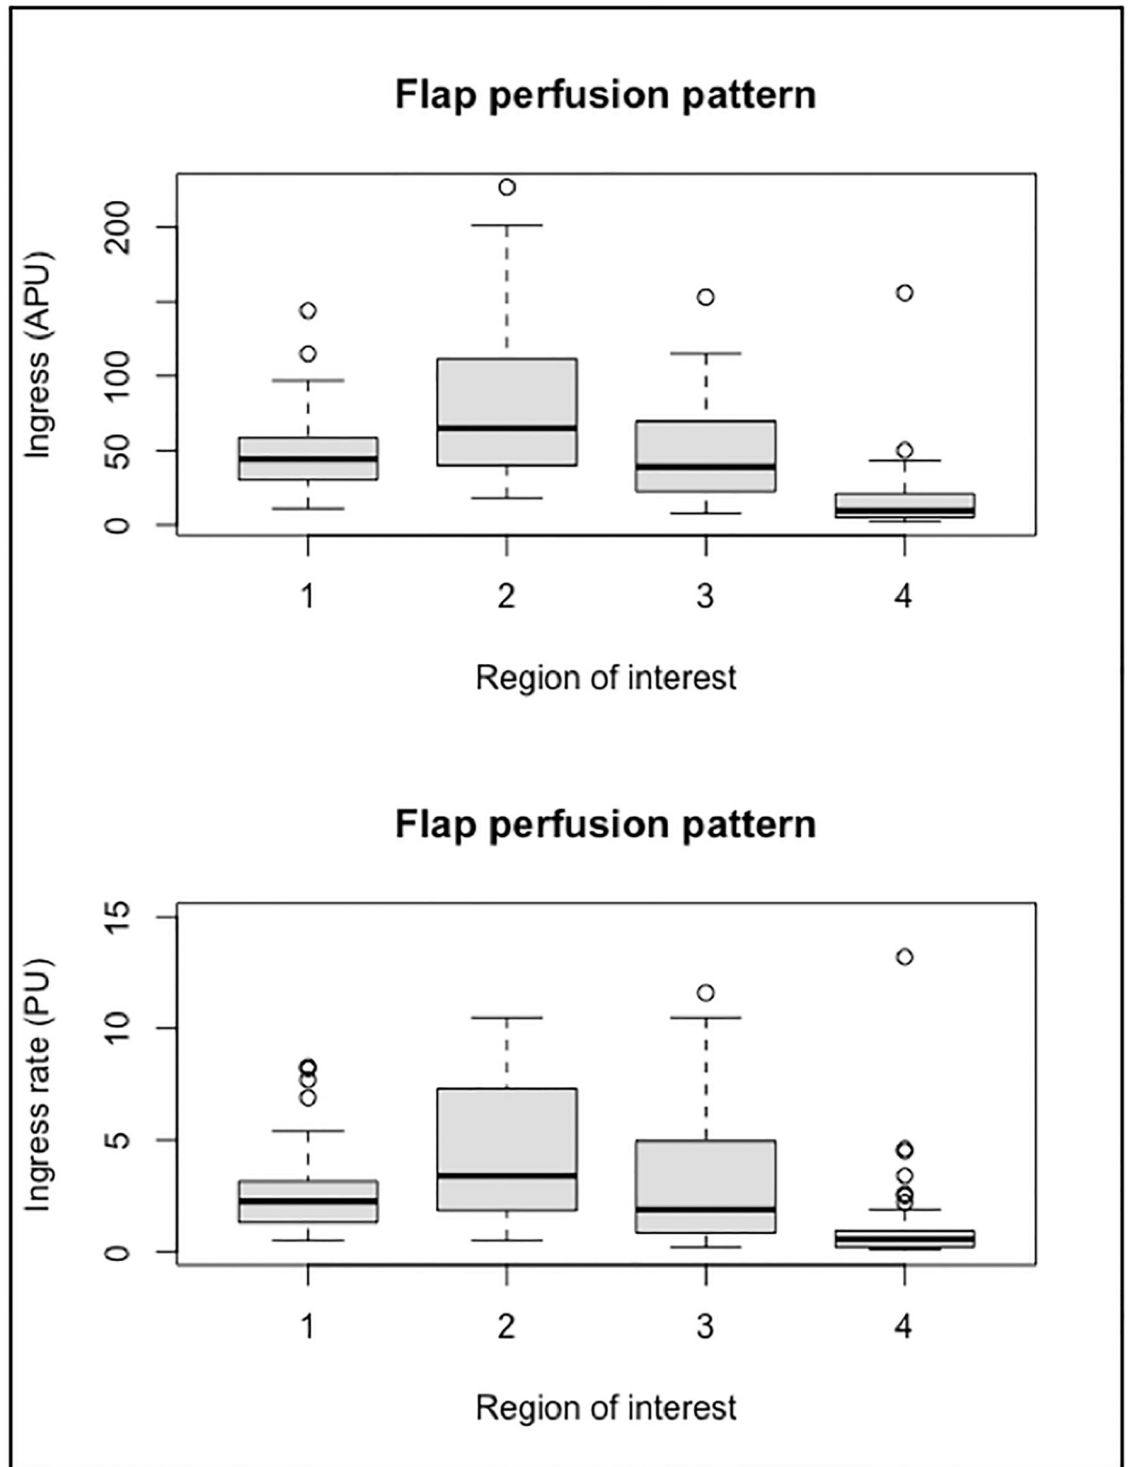 Flap perfusion pattern
Ingress (APU)
200
100
50
0
1 2 3 4
Region of interest
Flap perfusion pattern
Ingress rate (PU)
15
10
5
0
1 2 3 4
Region of interest